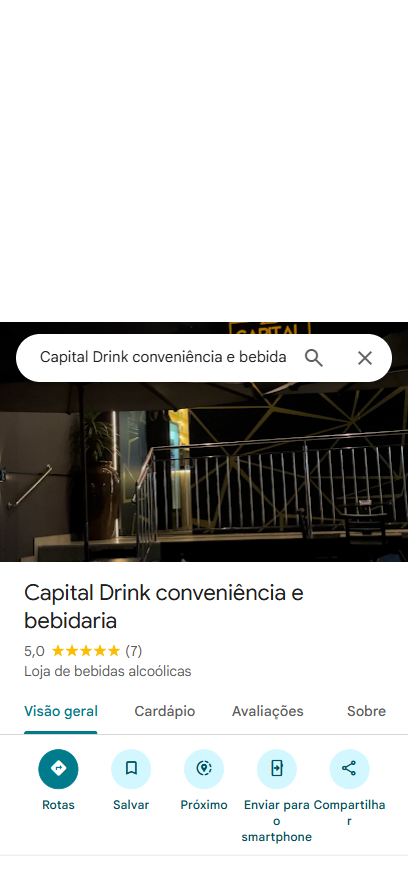 CAPITAL
Capital Drink conveniência e bebida
Capital Drink conveniência e
bebidaria
5,0 (7)
Loja de bebidas alcoólicas
Visão geral Cardápio Avaliações Sobre
Rotas Salvar Próximo Enviar para o smartphone Compartilhar